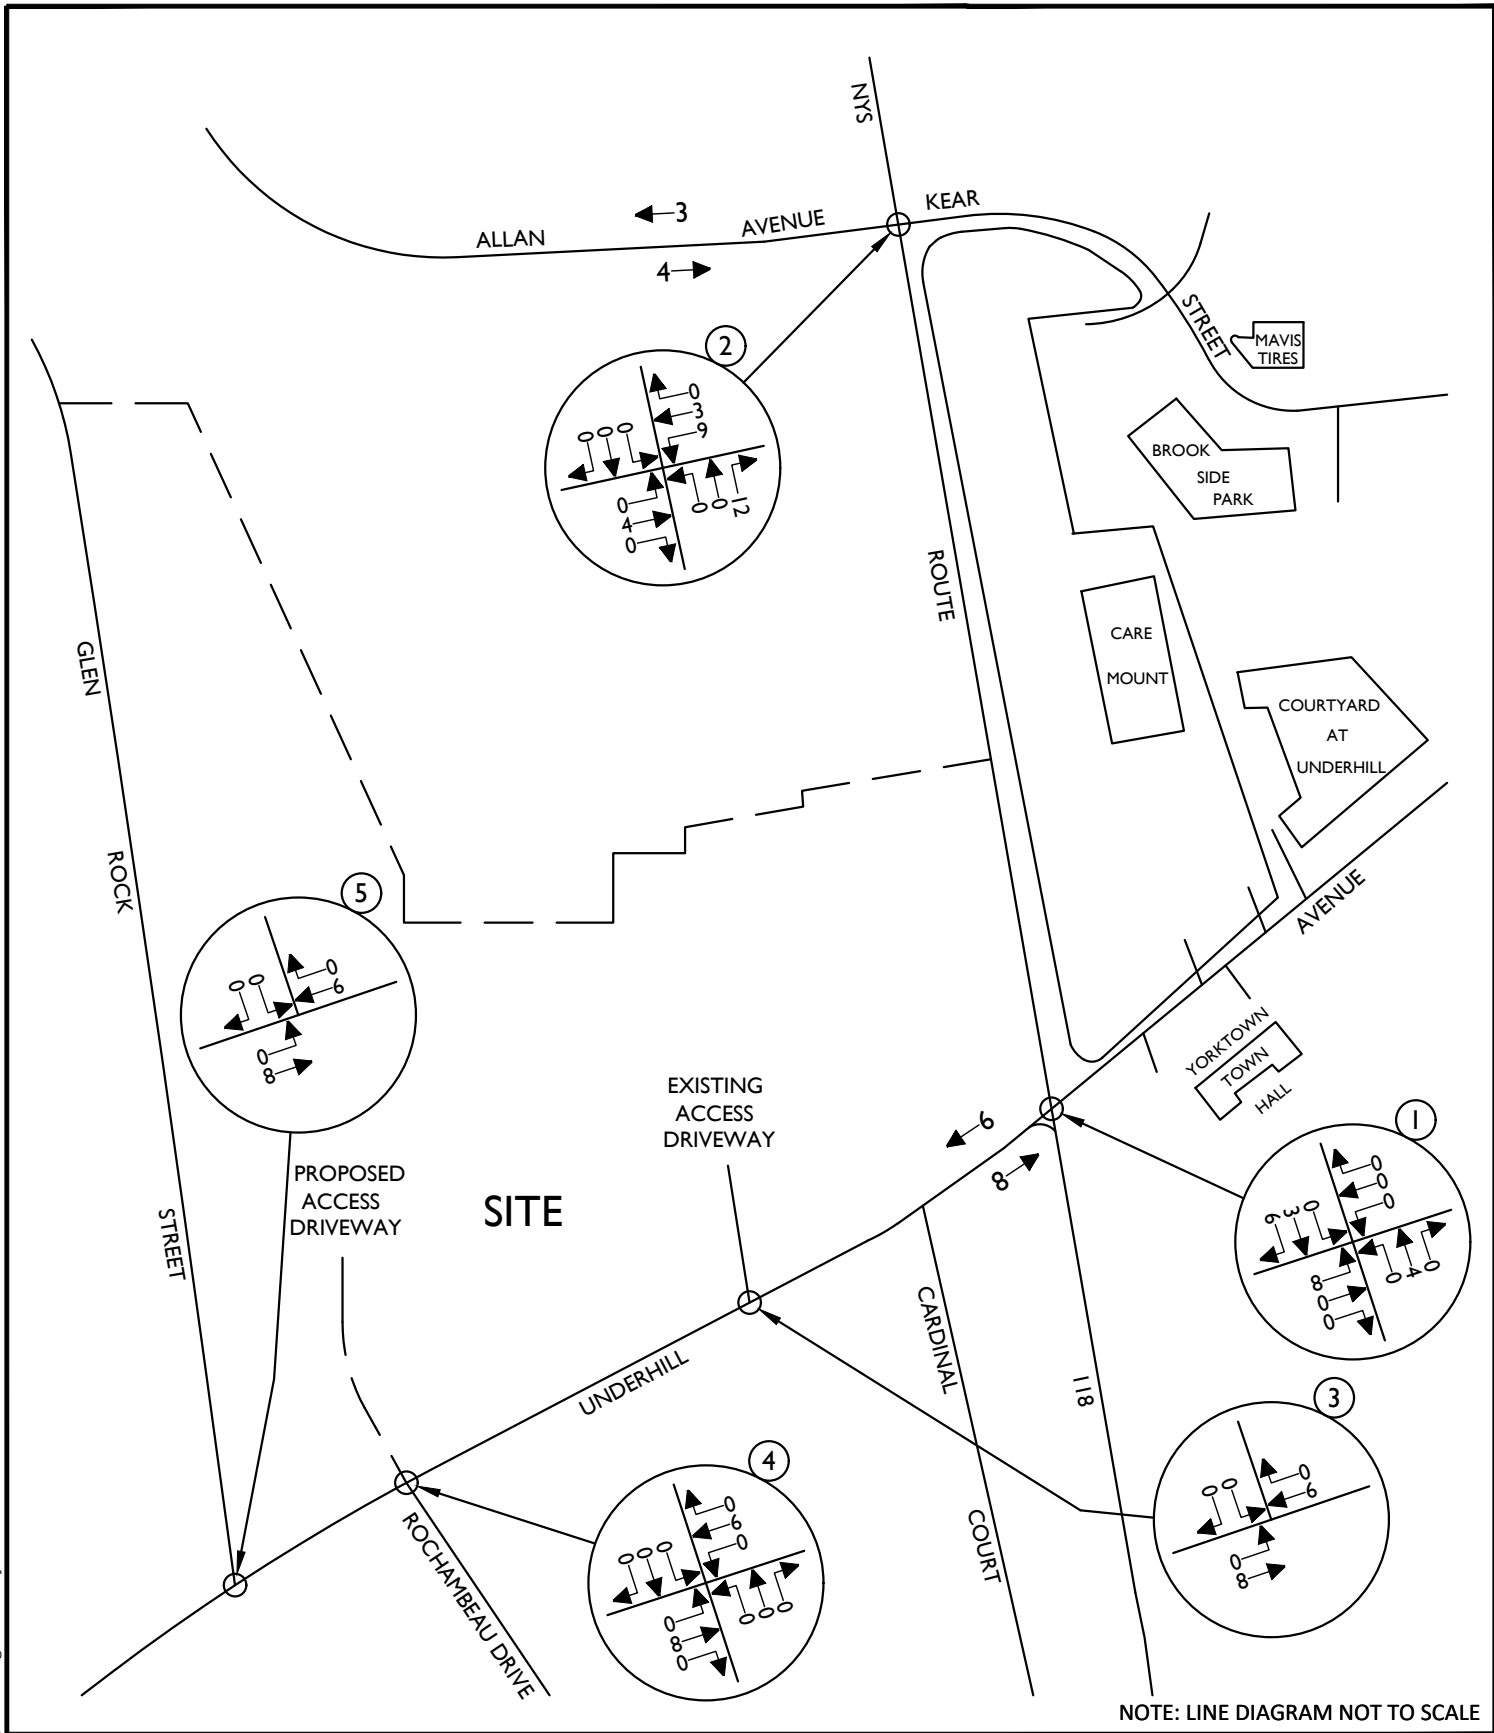 NYS
KEAR
3
ALLAN
AVENUE
4
STREET
MAVIS
TIRES
2
0
3
9
0 0 0
0
4
0
0 0 12
BROOK
SIDE
PARK
ROUTE
GLEN
CARE
MOUNT
COURTYARD
AT
UNDERHILL
ROCK
AVENUE
5
0
6
0 0
0
8
YORKTOWN
TOWN
HALL
EXISTING
ACCESS
DRIVEWAY
6
8
1
0
0
0
6 3 0
8
0
0
0 4 0
PROPOSED
ACCESS
DRIVEWAY
SITE
STREET
CARDINAL
UNDERHILL
118
3
0
6
0 0
0
8
4
0
6
0
0 0 0
0
8
0
0 0 0
ROCHAMBEAU DRIVE
COURT
NOTE: LINE DIAGRAM NOT TO SCALE